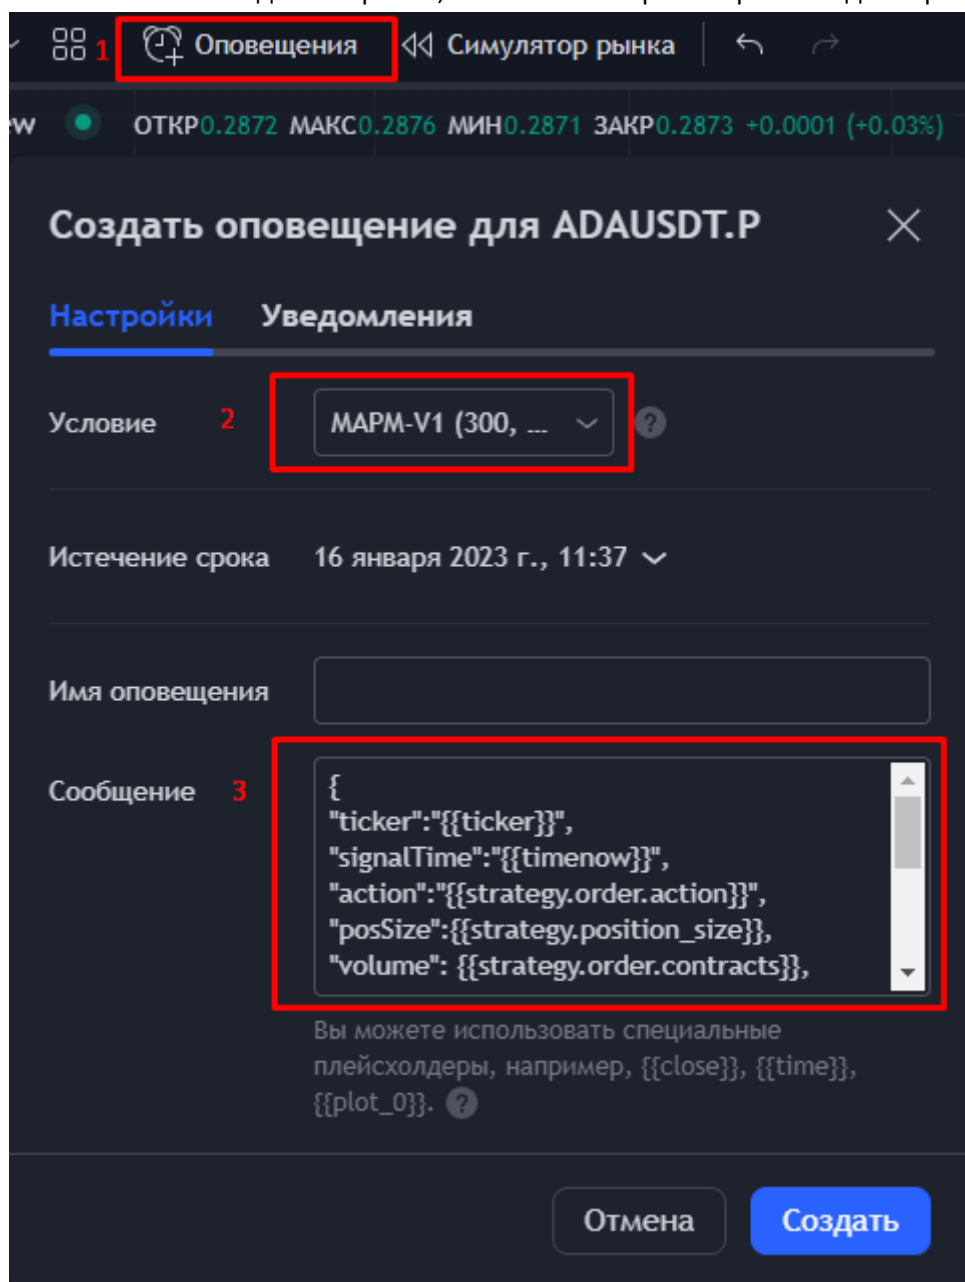 1 Оповещения Симулятор рынка
ew ОТКР0.2872 МАКС0.2876 МИН0.2871 ЗАКР0.2873 +0.0001 (+0.03%)
Создать оповещение для ADAUSDT.P
Настройки Уведомления
Условие 2 MAPM-V1 (300, ... ?
Истечение срока 16 января 2023 г., 11:37
Имя оповещения
Сообщение 3 {
"ticker":"{{ticker}}",
"signalTime":"{{timenow}}",
"action":"{{strategy.order.action}}",
"posSize":{{strategy.position_size}},
"volume": {{strategy.order.contracts}},
Вы можете использовать специальные
плейсхолдеры, например, {{close}}, {{time}},
{{plot_0}}. ?
Отмена Создать